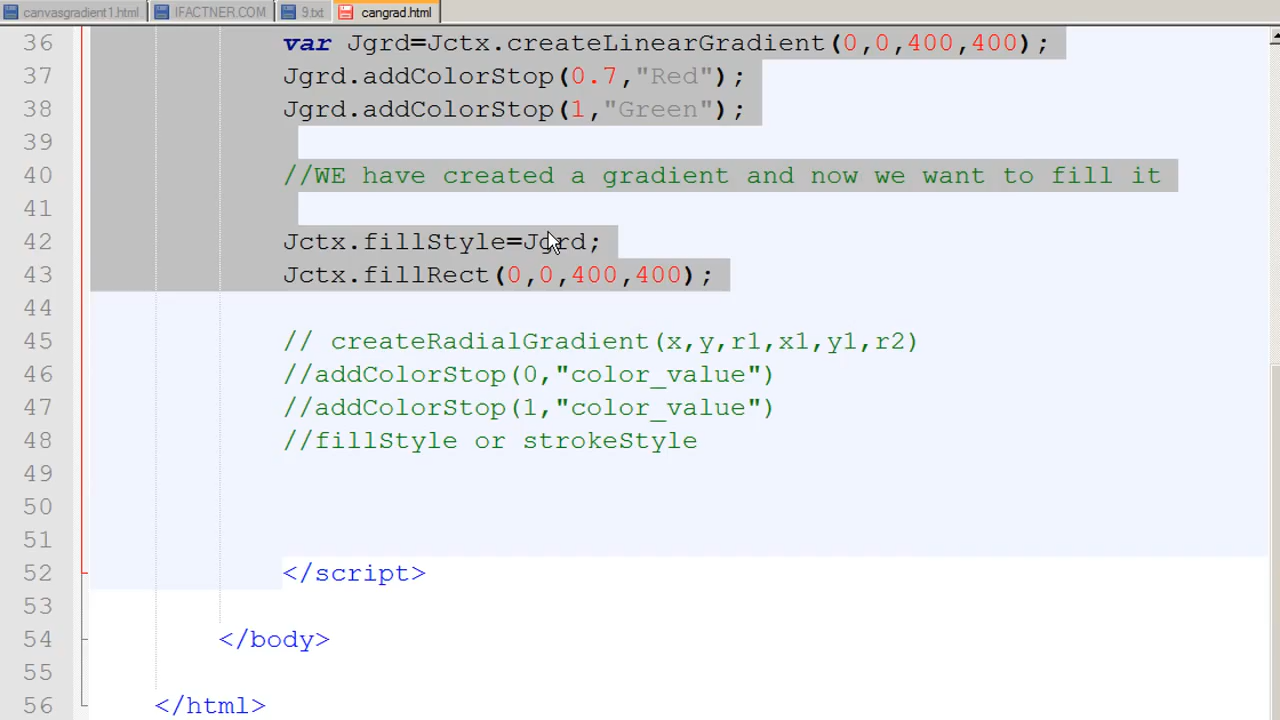 canvasgradient1.html IFACTNER.COM 9.txt cangrad.html
36 var Jgrd=Jctx.createLinearGradient(0,0,400,400);
37 Jgrd.addColorStop(0.7,"Red");
38 Jgrd.addColorStop(1,"Green");
39
40 //WE have created a gradient and now we want to fill it
41
42 Jctx.fillStyle=Jgrd;
43 Jctx.fillRect(0,0,400,400);
44
45 // createRadialGradient(x,y,r1,x1,y1,r2)
46 //addColorStop(0,"color_value")
47 //addColorStop(1,"color_value")
48 //fillStyle or strokeStyle
49
50
51
52 </script>
53
54 </body>
55
56 </html>